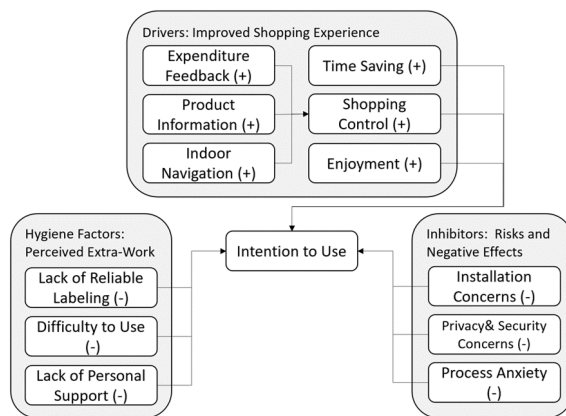 Drivers: Improved Shopping Experience
Expenditure
Feedback (+)
Time Saving (+)
Product
Information (+)
Shopping
Control (+)
Indoor
Navigation (+)
Enjoyment (+)
Hygiene Factors:
Perceived Extra-Work
Lack of Reliable
Labeling (-)
Difficulty to Use
(-)
Lack of Personal
Support (-)
Intention to Use
Inhibitors: Risks and
Negative Effects
Installation
Concerns (-)
Privacy& Security
Concerns (-)
Process Anxiety
(-)